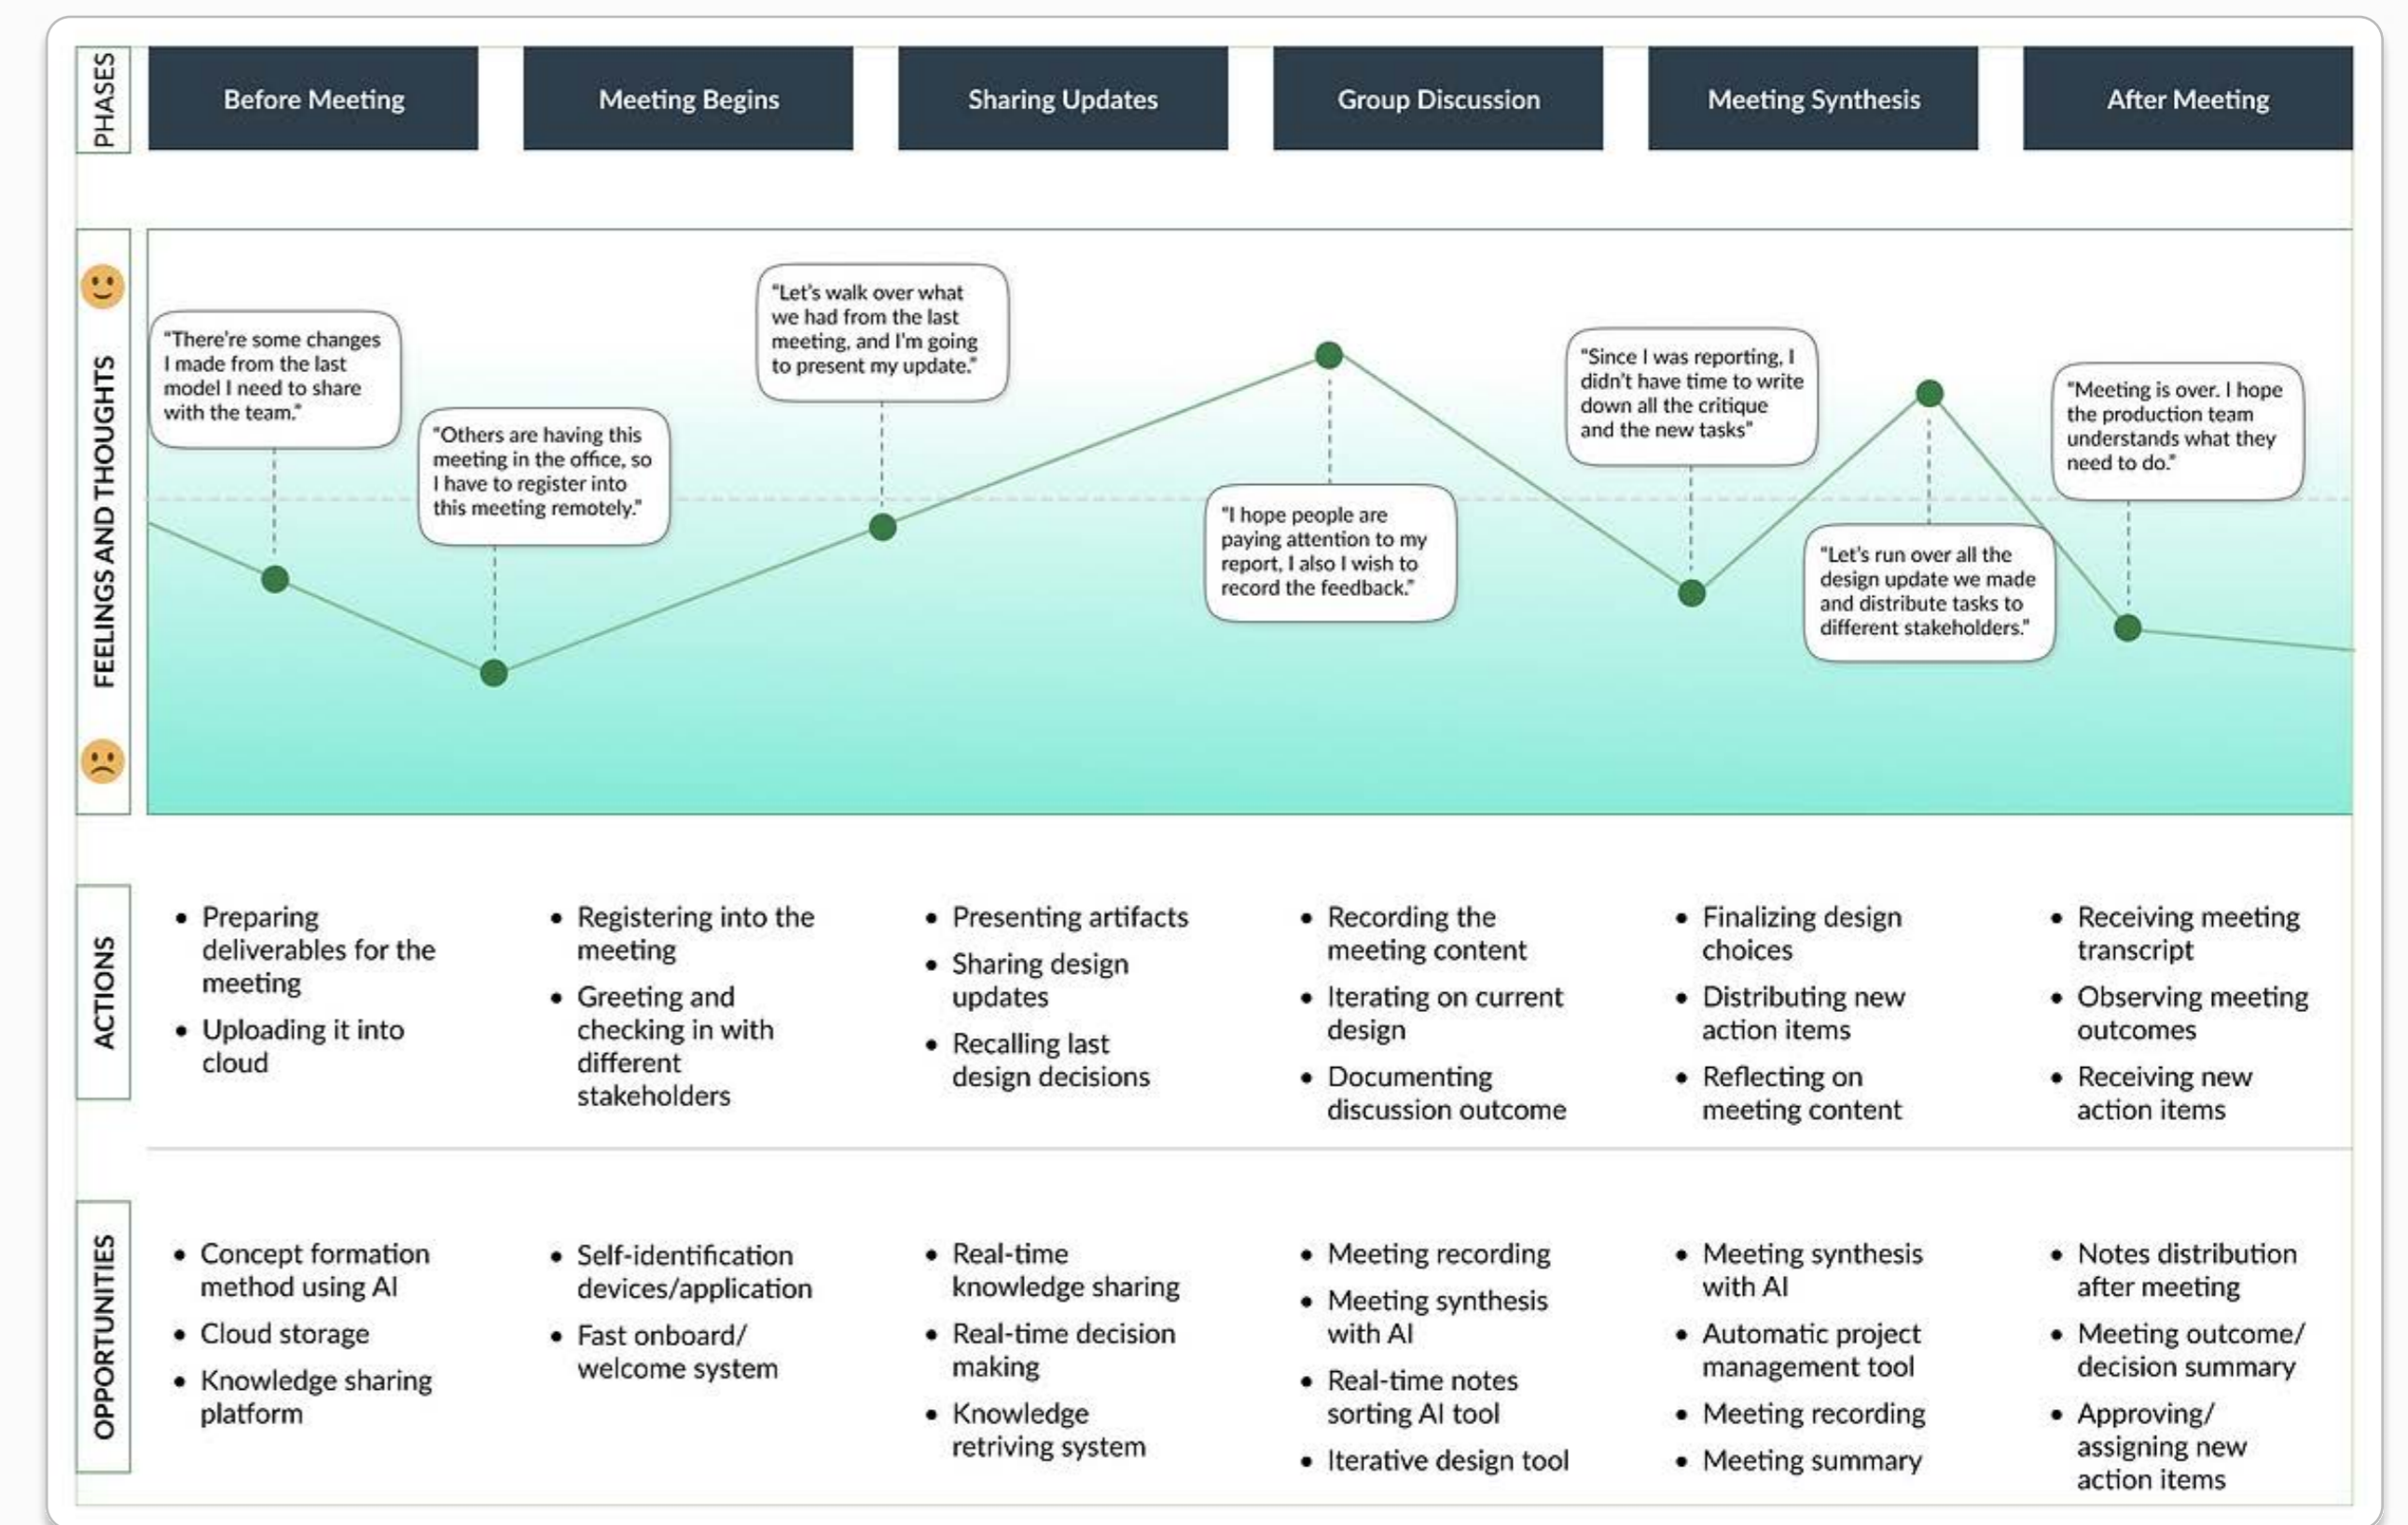 PHASES
Before Meeting
Meeting Begins
Sharing Updates
Group Discussion
Meeting Synthesis
After Meeting
FEELINGS AND THOUGHTS
“There’re some changes
I made from the last
model I need to share
with the team.”
“Others are having this
meeting in the office, so
I have to register into
this meeting remotely.”
“Let’s walk over what
we had from the last
meeting, and I’m going
to present my update.”
“I hope people are
paying attention to my
report, I also I wish to
record the feedback.”
“Since I was reporting, I
didn’t have time to write
down all the critique
and the new tasks”
“Let’s run over all the
design update we made
and distribute tasks to
different stakeholders.”
“Meeting is over. I hope
the production team
understands what they
need to do.”
ACTIONS
• Preparing
deliverables for the
meeting
• Uploading it into
cloud
• Registering into the
meeting
• Greeting and
checking in with
different
stakeholders
• Presenting artifacts
• Sharing design
updates
• Recalling last
design decisions
• Recording the
meeting content
• Iterating on current
design
• Documenting
discussion outcome
• Finalizing design
choices
• Distributing new
action items
• Reflecting on
meeting content
• Receiving meeting
transcript
• Observing meeting
outcomes
• Receiving new
action items
OPPORTUNITIES
• Concept formation
method using AI
• Cloud storage
• Knowledge sharing
platform
• Self-identification
devices/application
• Fast onboard/
welcome system
• Real-time
knowledge sharing
• Real-time decision
making
• Knowledge
retriving system
• Meeting recording
• Meeting synthesis
with AI
• Real-time notes
sorting AI tool
• Iterative design tool
• Meeting synthesis
with AI
• Automatic project
management tool
• Meeting recording
• Meeting summary
• Notes distribution
after meeting
• Meeting outcome/
decision summary
• Approving/
assigning new
action items